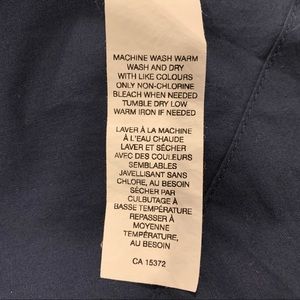 MACHINE WASH WARM
WASH AND DRY
WITH LIKE COLOURS
ONLY NON-CHLORINE
BLEACH WHEN NEEDED
TUMBLE DRY LOW
WARM IRON IF NEEDED
LAVER À LA MACHINE
À L'EAU CHAUDE
LAVER ET SÉCHER
AVEC DES COULEURS
SEMBLABLES
JAVELLISANT SANS
CHLORE, AU BESOIN
SÉCHER PAR
CULBUTAGE À
BASSE TEMPÉRATURE
REPASSER À
MOYENNE
TEMPÉRATURE,
AU BESOIN
CA 15372